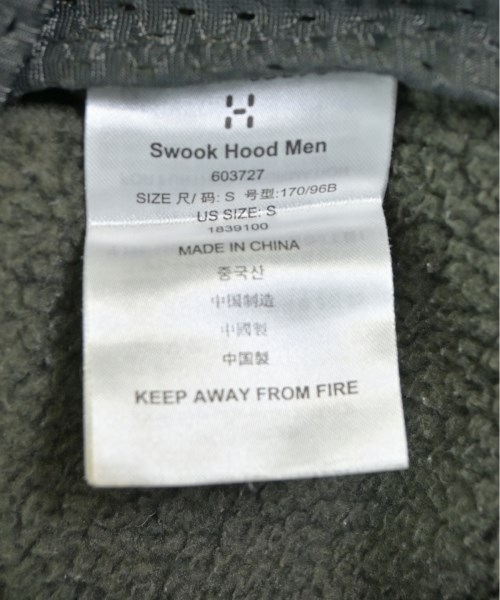 Swook Hood Men
603727
SIZE 尺/码: S 号型:170/96B
US SIZE: S
1839100
MADE IN CHINA
중국산
中国制造
中國製
中国製
KEEP AWAY FROM FIRE